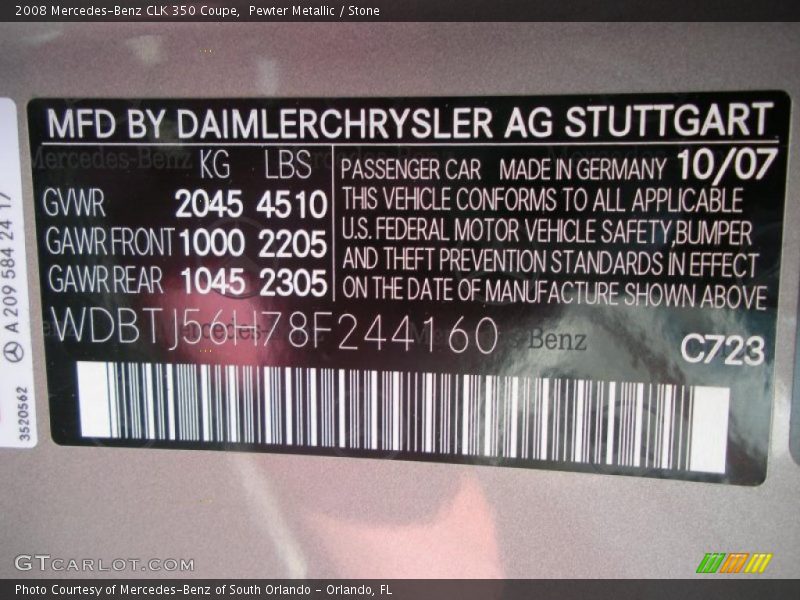 2008 Mercedes-Benz CLK 350 Coupe,  Pewter Metallic / Stone
MFD BY DAIMLERCHRYSLER AG STUTTGART
KG LBS
GVWR 2045 4510
GAWR FRONT 1000 2205
GAWR REAR 1045 2305
PASSENGER CAR MADE IN GERMANY 10/07
THIS VEHICLE CONFORMS TO ALL APPLICABLE
U.S. FEDERAL MOTOR VEHICLE SAFETY,BUMPER
AND THEFT PREVENTION STANDARDS IN EFFECT
ON THE DATE OF MANUFACTURE SHOWN ABOVE
WDBTJ56H78F244160
C723
A 209 584 24 17
3520562
Mercedes-Benz
GTCARLOT.COM
Photo Courtesy of Mercedes-Benz of South Orlando - Orlando, FL